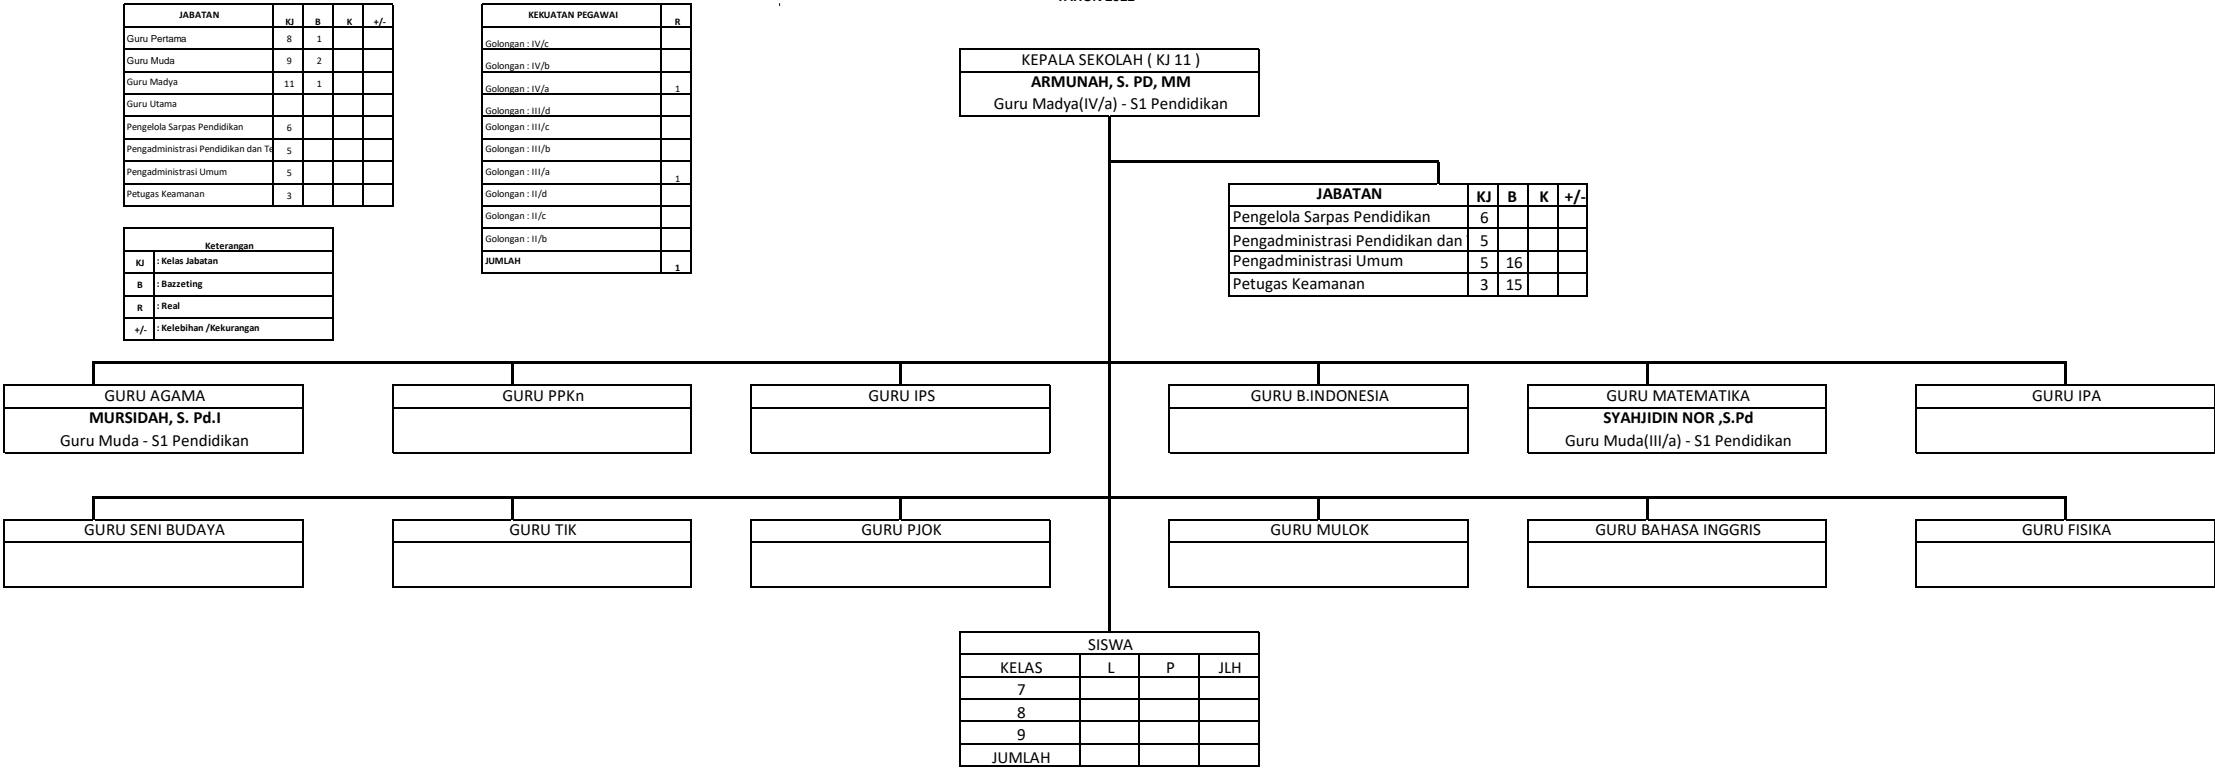 TAHUN 2022
JABATAN KJ B K +/-
Guru Pertama 8 1
Guru Muda 9 2
Guru Madya 11 1
Guru Utama
Pengelola Sarpas Pendidikan 6
Pengadministrasi Pendidikan dan Te 5
Pengadministrasi Umum 5
Petugas Keamanan 3
KEKUATAN PEGAWAI R
Golongan : IV/c
Golongan : IV/b
Golongan : IV/a 1
Golongan : III/d
Golongan : III/c
Golongan : III/b
Golongan : III/a 1
Golongan : II/d
Golongan : II/c
Golongan : II/b
JUMLAH 1
Keterangan
KJ : Kelas Jabatan
B : Bazzeting
R : Real
+/- : Kelebihan /Kekurangan
KEPALA SEKOLAH ( KJ 11 )
ARMUNAH, S. PD, MM
Guru Madya(IV/a) - S1 Pendidikan
JABATAN KJ B K +/-
Pengelola Sarpas Pendidikan 6
Pengadministrasi Pendidikan dan 5
Pengadministrasi Umum 5 16
Petugas Keamanan 3 15
GURU AGAMA
MURSIDAH, S. Pd.I
Guru Muda - S1 Pendidikan
GURU PPKn
GURU IPS
GURU B.INDONESIA
GURU MATEMATIKA
SYAHJIDIN NOR ,S.Pd
Guru Muda(III/a) - S1 Pendidikan
GURU IPA
GURU SENI BUDAYA
GURU TIK
GURU PJOK
GURU MULOK
GURU BAHASA INGGRIS
GURU FISIKA
SISWA
KELAS L P JLH
7
8
9
JUMLAH